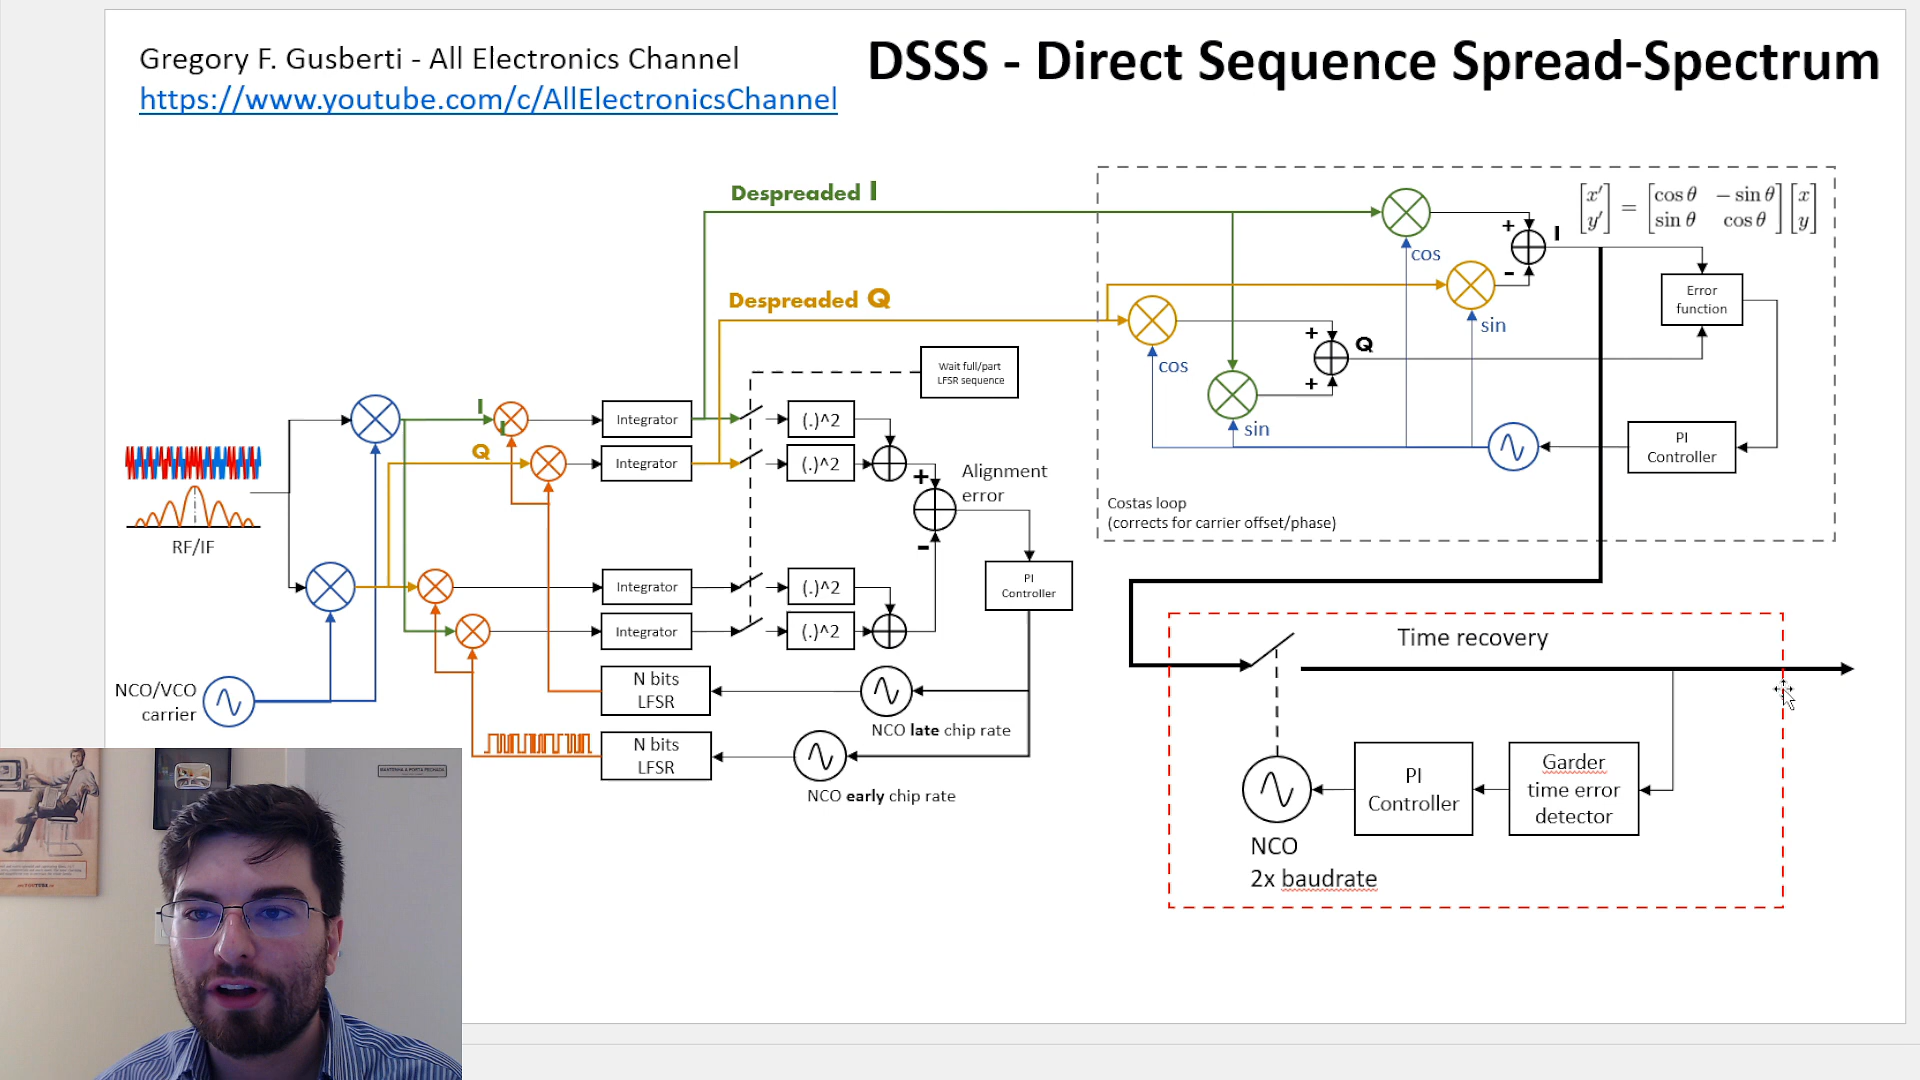 Gregory F. Gusberti - All Electronics Channel
https://www.youtube.com/c/AllElectronicsChannel
DSSS - Direct Sequence Spread-Spectrum
Despreaded I
Despreaded Q
Wait full/part
LFSR sequence
I
I
Q
Integrator
Integrator
Integrator
Integrator
(.)^2
(.)^2
(.)^2
(.)^2
+
-
Alignment
error
PI
Controller
RF/IF
NCO/VCO
carrier
N bits
LFSR
N bits
LFSR
NCO late chip rate
NCO early chip rate
[x' y'] = [cos θ − sin θ sin θ cos θ] [x y]
cos
sin
cos
sin
+
-
I
+
+
Q
Error
function
PI
Controller
Costas loop
(corrects for carrier offset/phase)
Time recovery
NCO
2x baudrate
PI
Controller
Garder
time error
detector